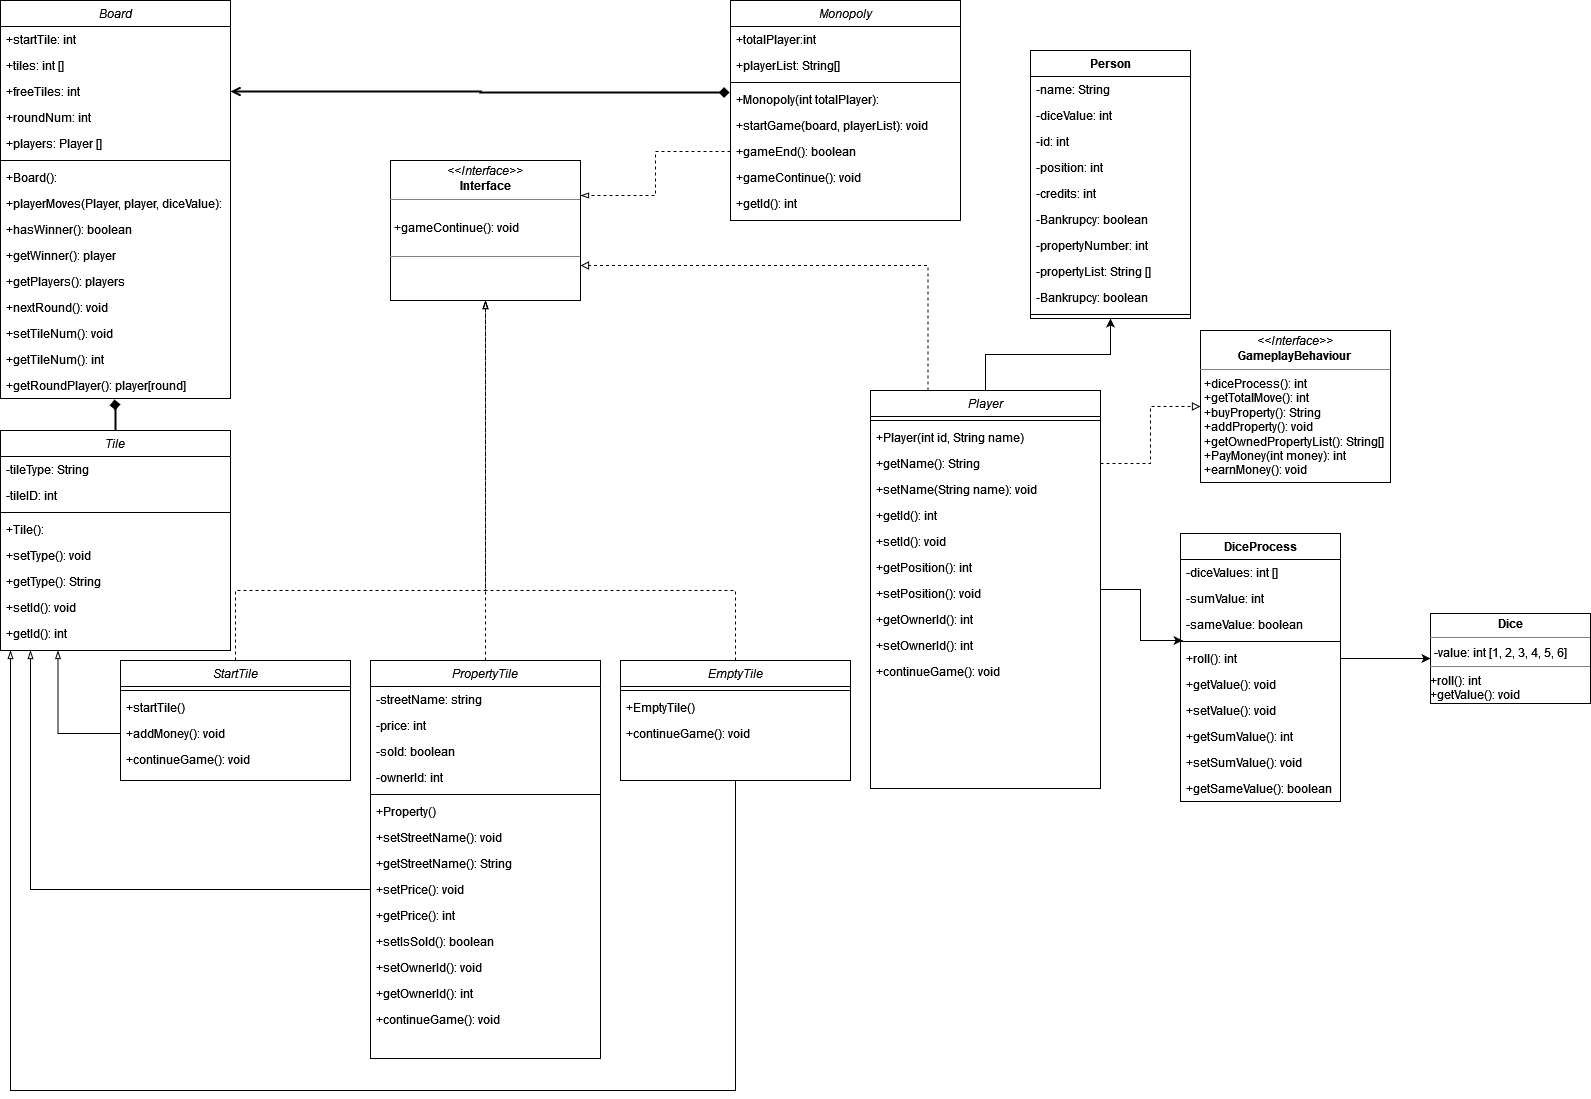 Board
+startTile: int
+tiles: int []
+freeTiles: int
+roundNum: int
+players: Player []
+Board():
+playerMoves(Player, player, diceValue):
+hasWinner(): boolean
+getWinner(): player
+getPlayers(): players
+nextRound(): void
+setTileNum(): void
+getTileNum(): int
+getRoundPlayer(): player[round]
Monopoly
+totalPlayer:int
+playerList: String[]
+Monopoly(int totalPlayer):
+startGame(board, playerList): void
+gameEnd(): boolean
+gameContinue(): void
+getId(): int
Person
-name: String
-diceValue: int
-id: int
-position: int
-credits: int
-Bankrupcy: boolean
-propertyNumber: int
-propertyList: String []
-Bankrupcy: boolean
<<Interface>>
Interface
+gameContinue(): void
<<Interface>>
GameplayBehaviour
+diceProcess(): int
+getTotalMove(): int
+buyProperty(): String
+addProperty(): void
+getOwnedPropertyList(): String[]
+PayMoney(int money): int
+earnMoney(): void
Tile
-tileType: String
-tileID: int
+Tile():
+setType(): void
+getType(): String
+setId(): void
+getId(): int
Player
+Player(int id, String name)
+getName(): String
+setName(String name): void
+getId(): int
+setId(): void
+getPosition(): int
+setPosition(): void
+getOwnerId(): int
+setOwnerId(): int
+continueGame(): void
DiceProcess
-diceValues: int []
-sumValue: int
-sameValue: boolean
+roll(): int
+getValue(): void
+setValue(): void
+getSumValue(): int
+setSumValue(): void
+getSameValue(): boolean
Dice
-value: int [1, 2, 3, 4, 5, 6]
+roll(): int
+getValue(): void
StartTile
+startTile()
+addMoney(): void
+continueGame(): void
PropertyTile
-streetName: string
-price: int
-sold: boolean
-ownerId: int
+Property()
+setStreetName(): void
+getStreetName(): String
+setPrice(): void
+getPrice(): int
+setIsSold(): boolean
+setOwnerId(): void
+getOwnerId(): int
+continueGame(): void
EmptyTile
+EmptyTile()
+continueGame(): void